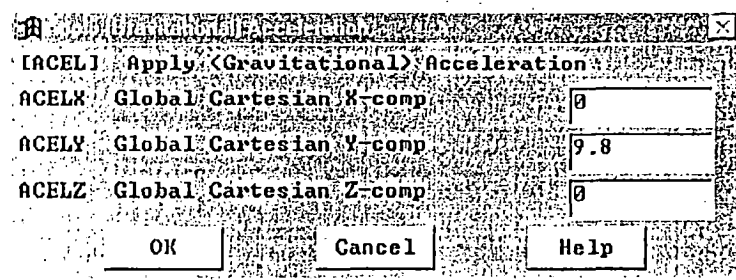 [ACEL] Apply <Gravitational> Acceleration
ACELX Global Cartesian X-comp 0
ACELY Global Cartesian Y-comp 9.8
ACELZ Global Cartesian Z-comp 0
OK Cancel Help